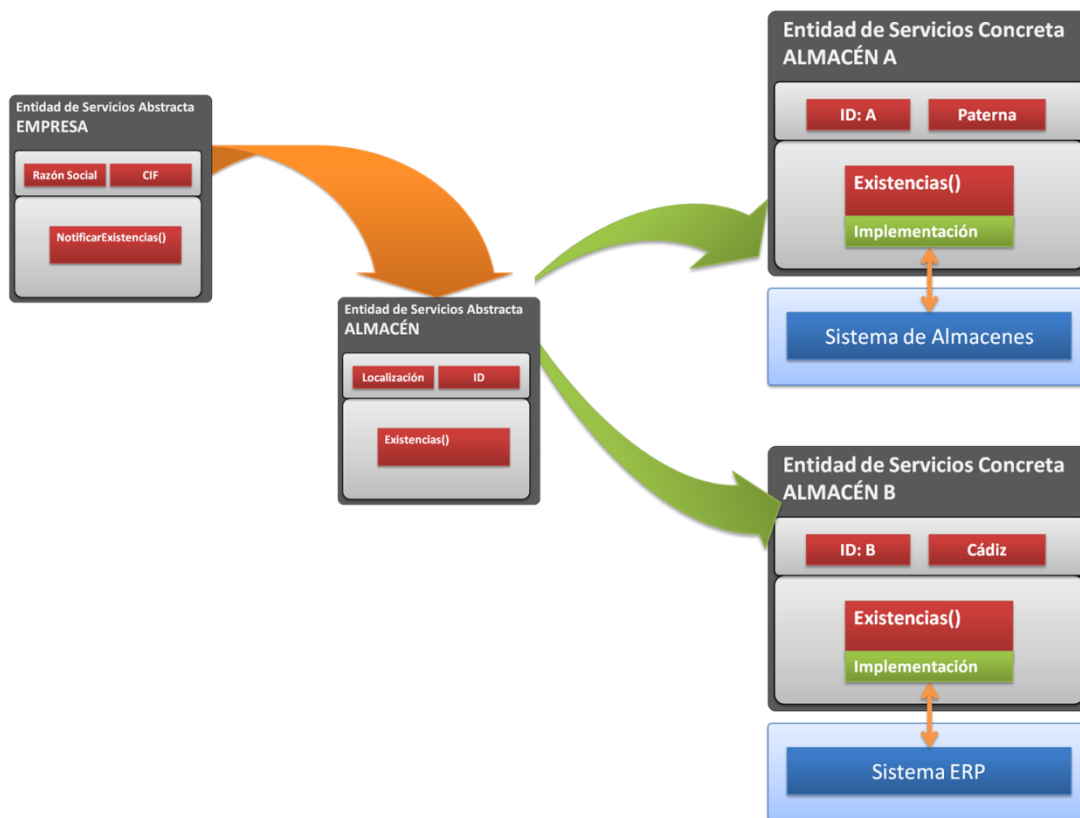 Entidad de Servicios Abstracta
EMPRESA
Razón Social
CIF
NotificarExistencias()
Entidad de Servicios Abstracta
ALMACÉN
Localización
ID
Existencias()
Entidad de Servicios Concreta
ALMACÉN A
ID: A
Paterna
Existencias()
Implementación
Sistema de Almacenes
Entidad de Servicios Concreta
ALMACÉN B
ID: B
Cádiz
Existencias()
Implementación
Sistema ERP